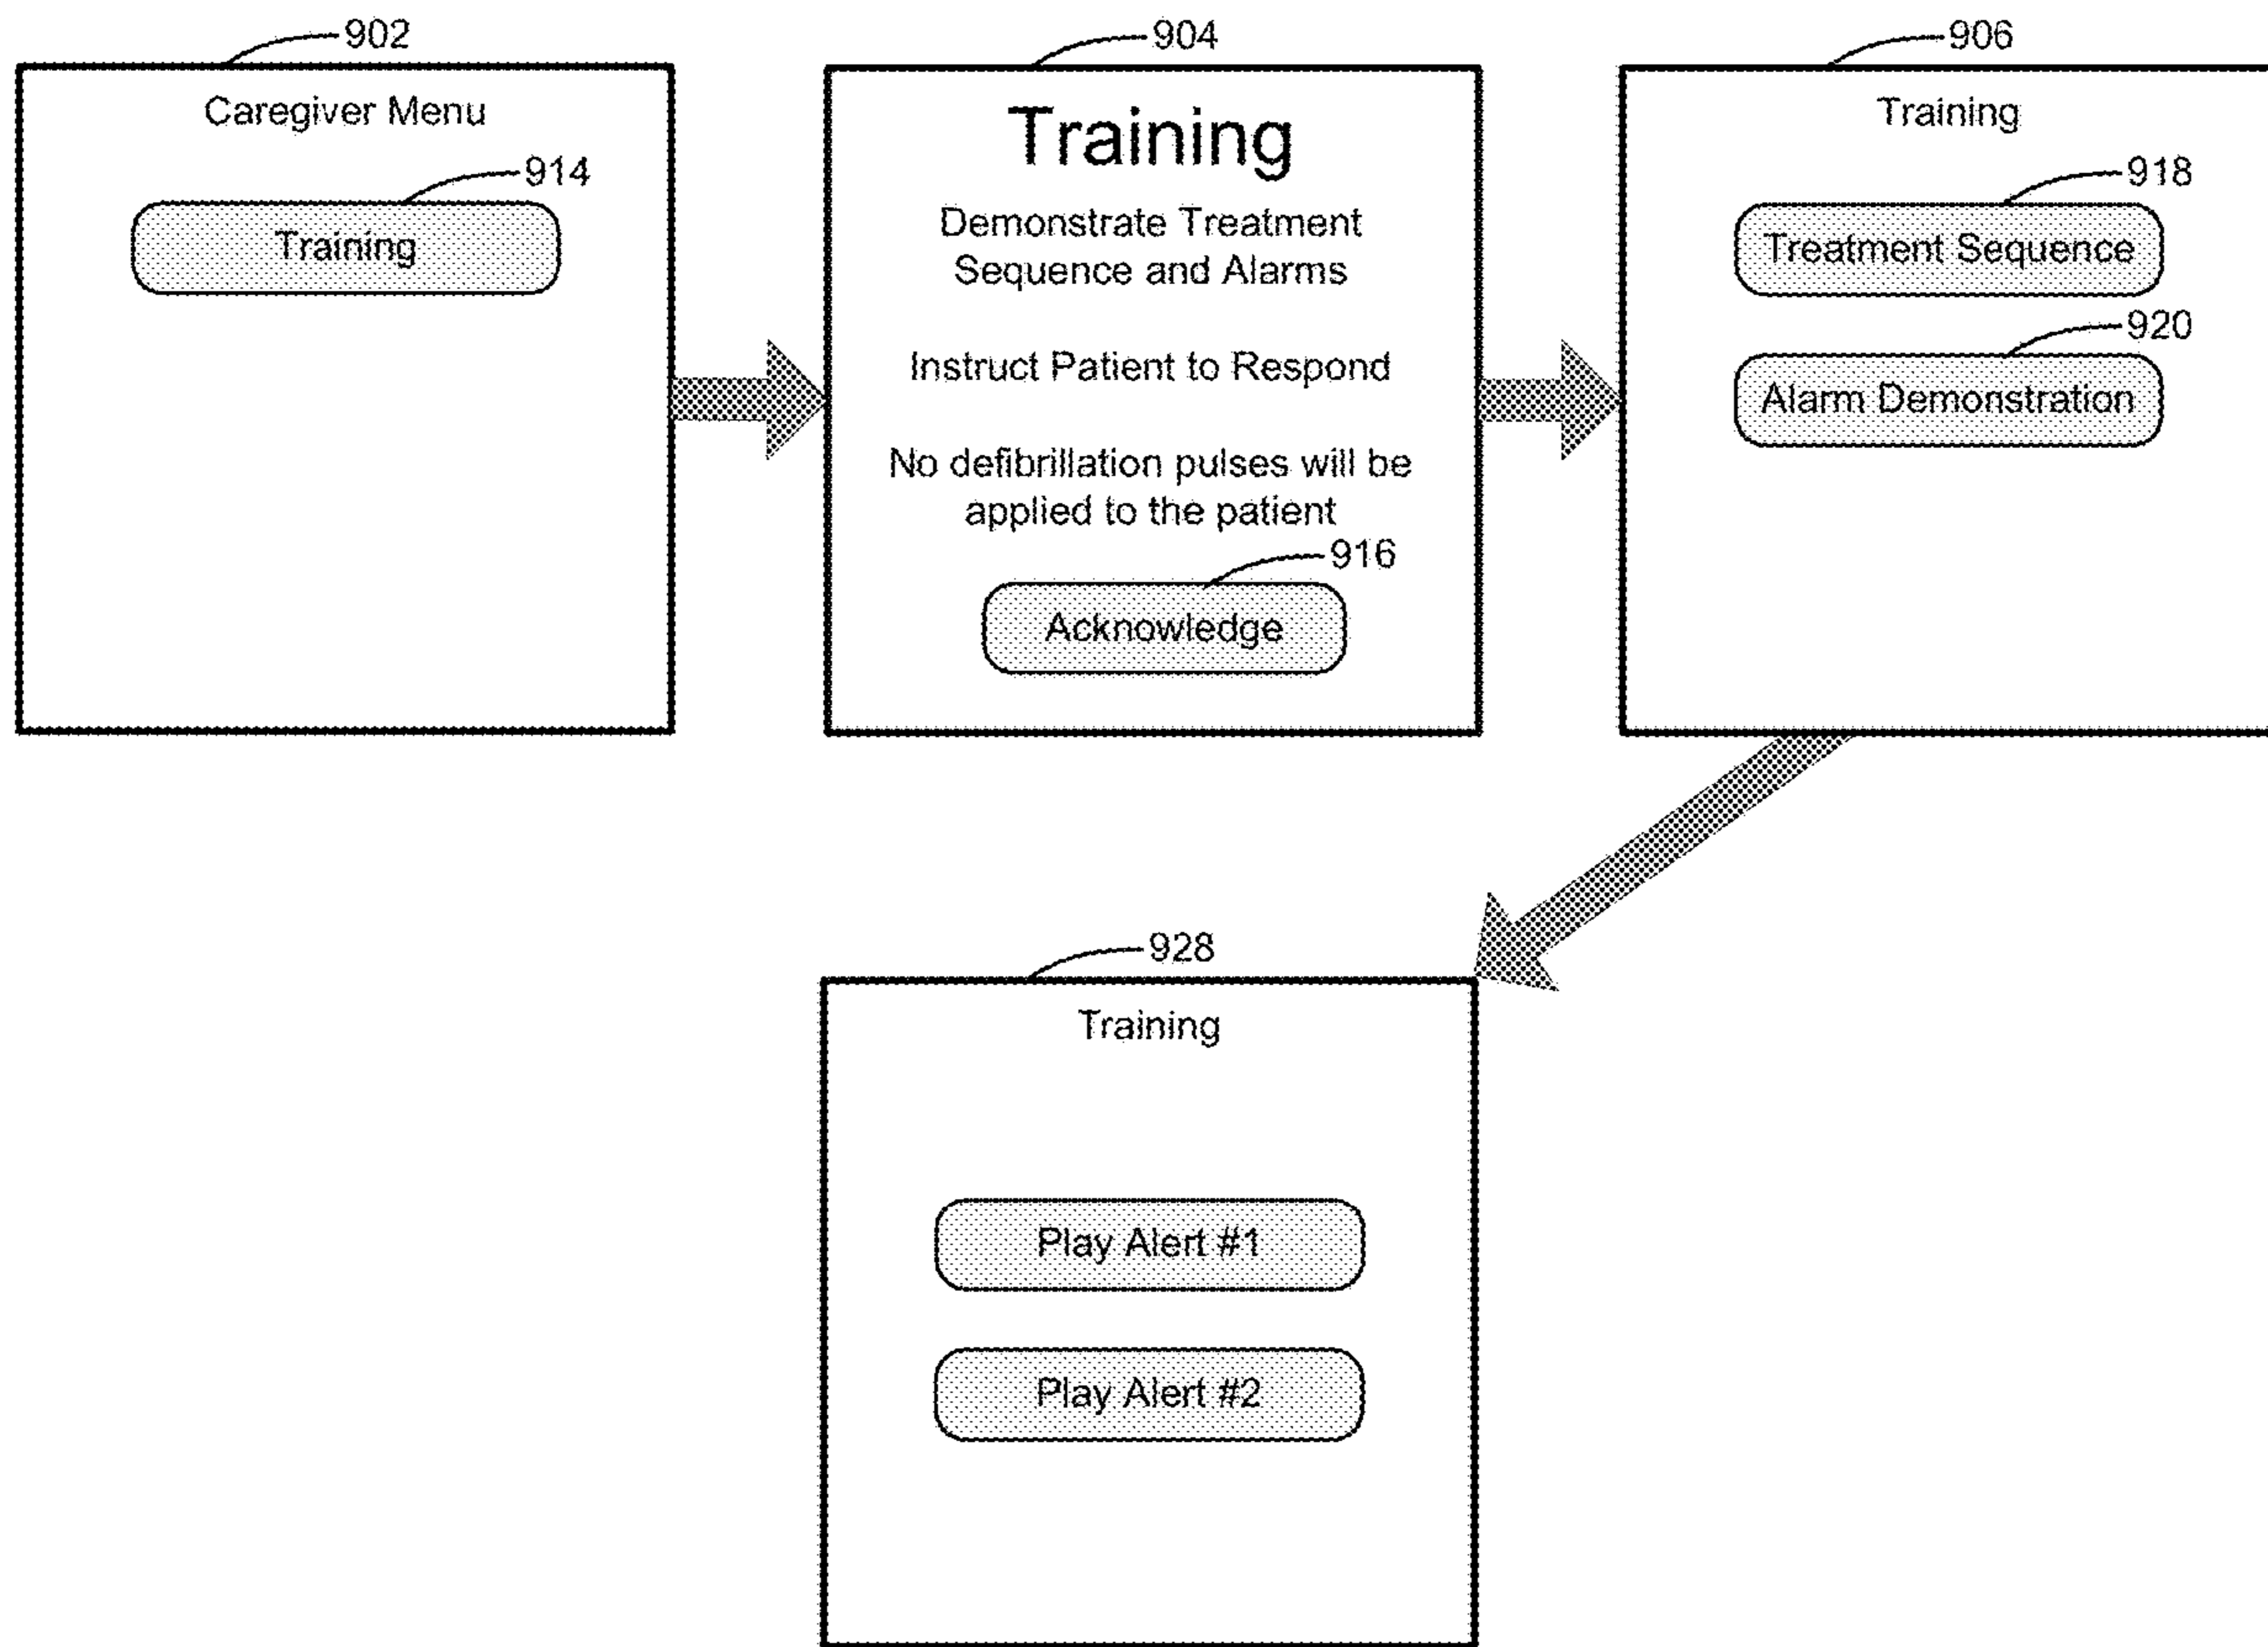 902
Caregiver Menu
914
Training
904
Training
Demonstrate Treatment
Sequence and Alarms
Instruct Patient to Respond
No defibrillation pulses will be
applied to the patient
916
Acknowledge
906
Training
918
Treatment Sequence
920
Alarm Demonstration
928
Training
Play Alert #1
Play Alert #2